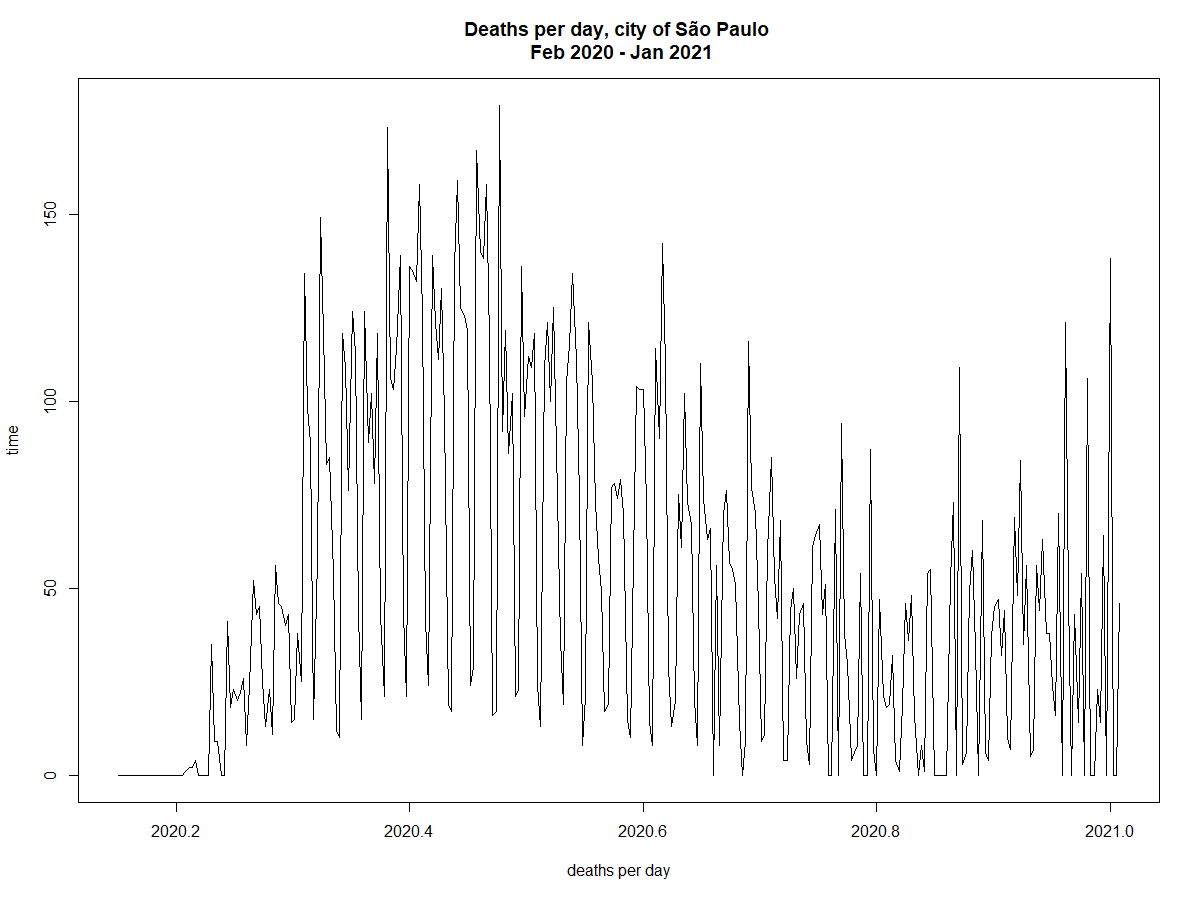 Deaths per day, city of São Paulo
Feb 2020 - Jan 2021
time
150
100
50
0
2020.2 2020.4 2020.6 2020.8 2021.0
deaths per day